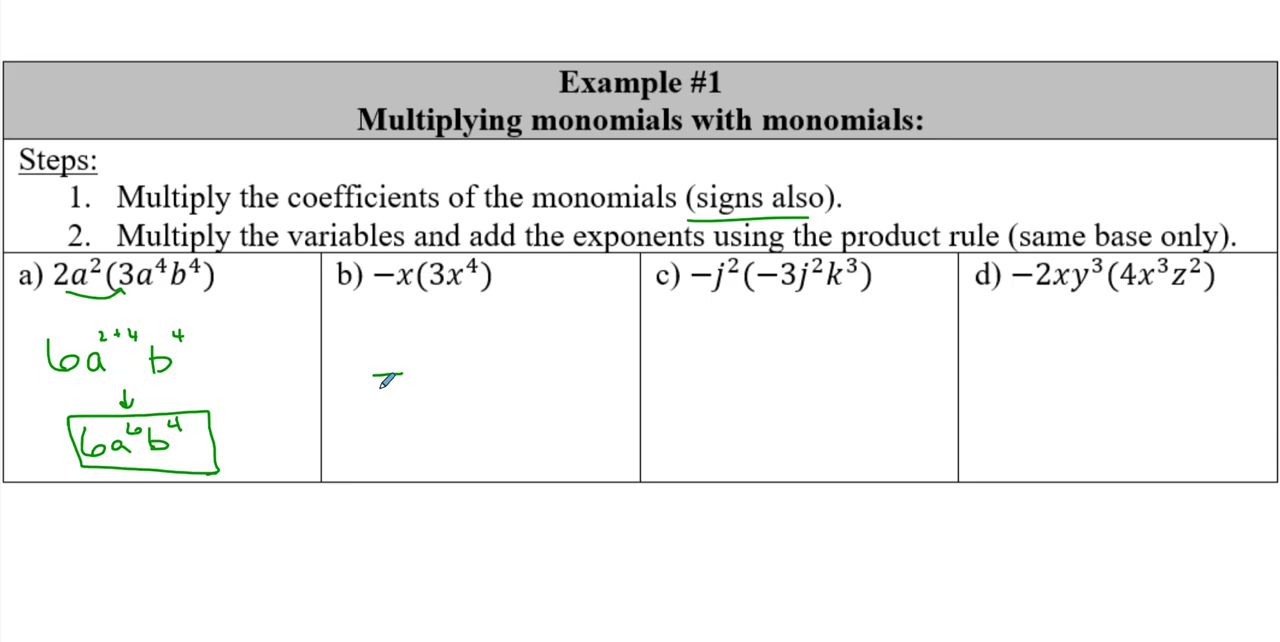 Example #1
Multiplying monomials with monomials:
Steps:
1. Multiply the coefficients of the monomials (signs also).
2. Multiply the variables and add the exponents using the product rule (same base only).
a) 2a²(3a⁴b⁴)
b) −x(3x⁴)
c) −j²(−3j²k³)
d) −2xy³(4x³z²)
6a²⁺⁴ b⁴
↓
6a⁶b⁴
−